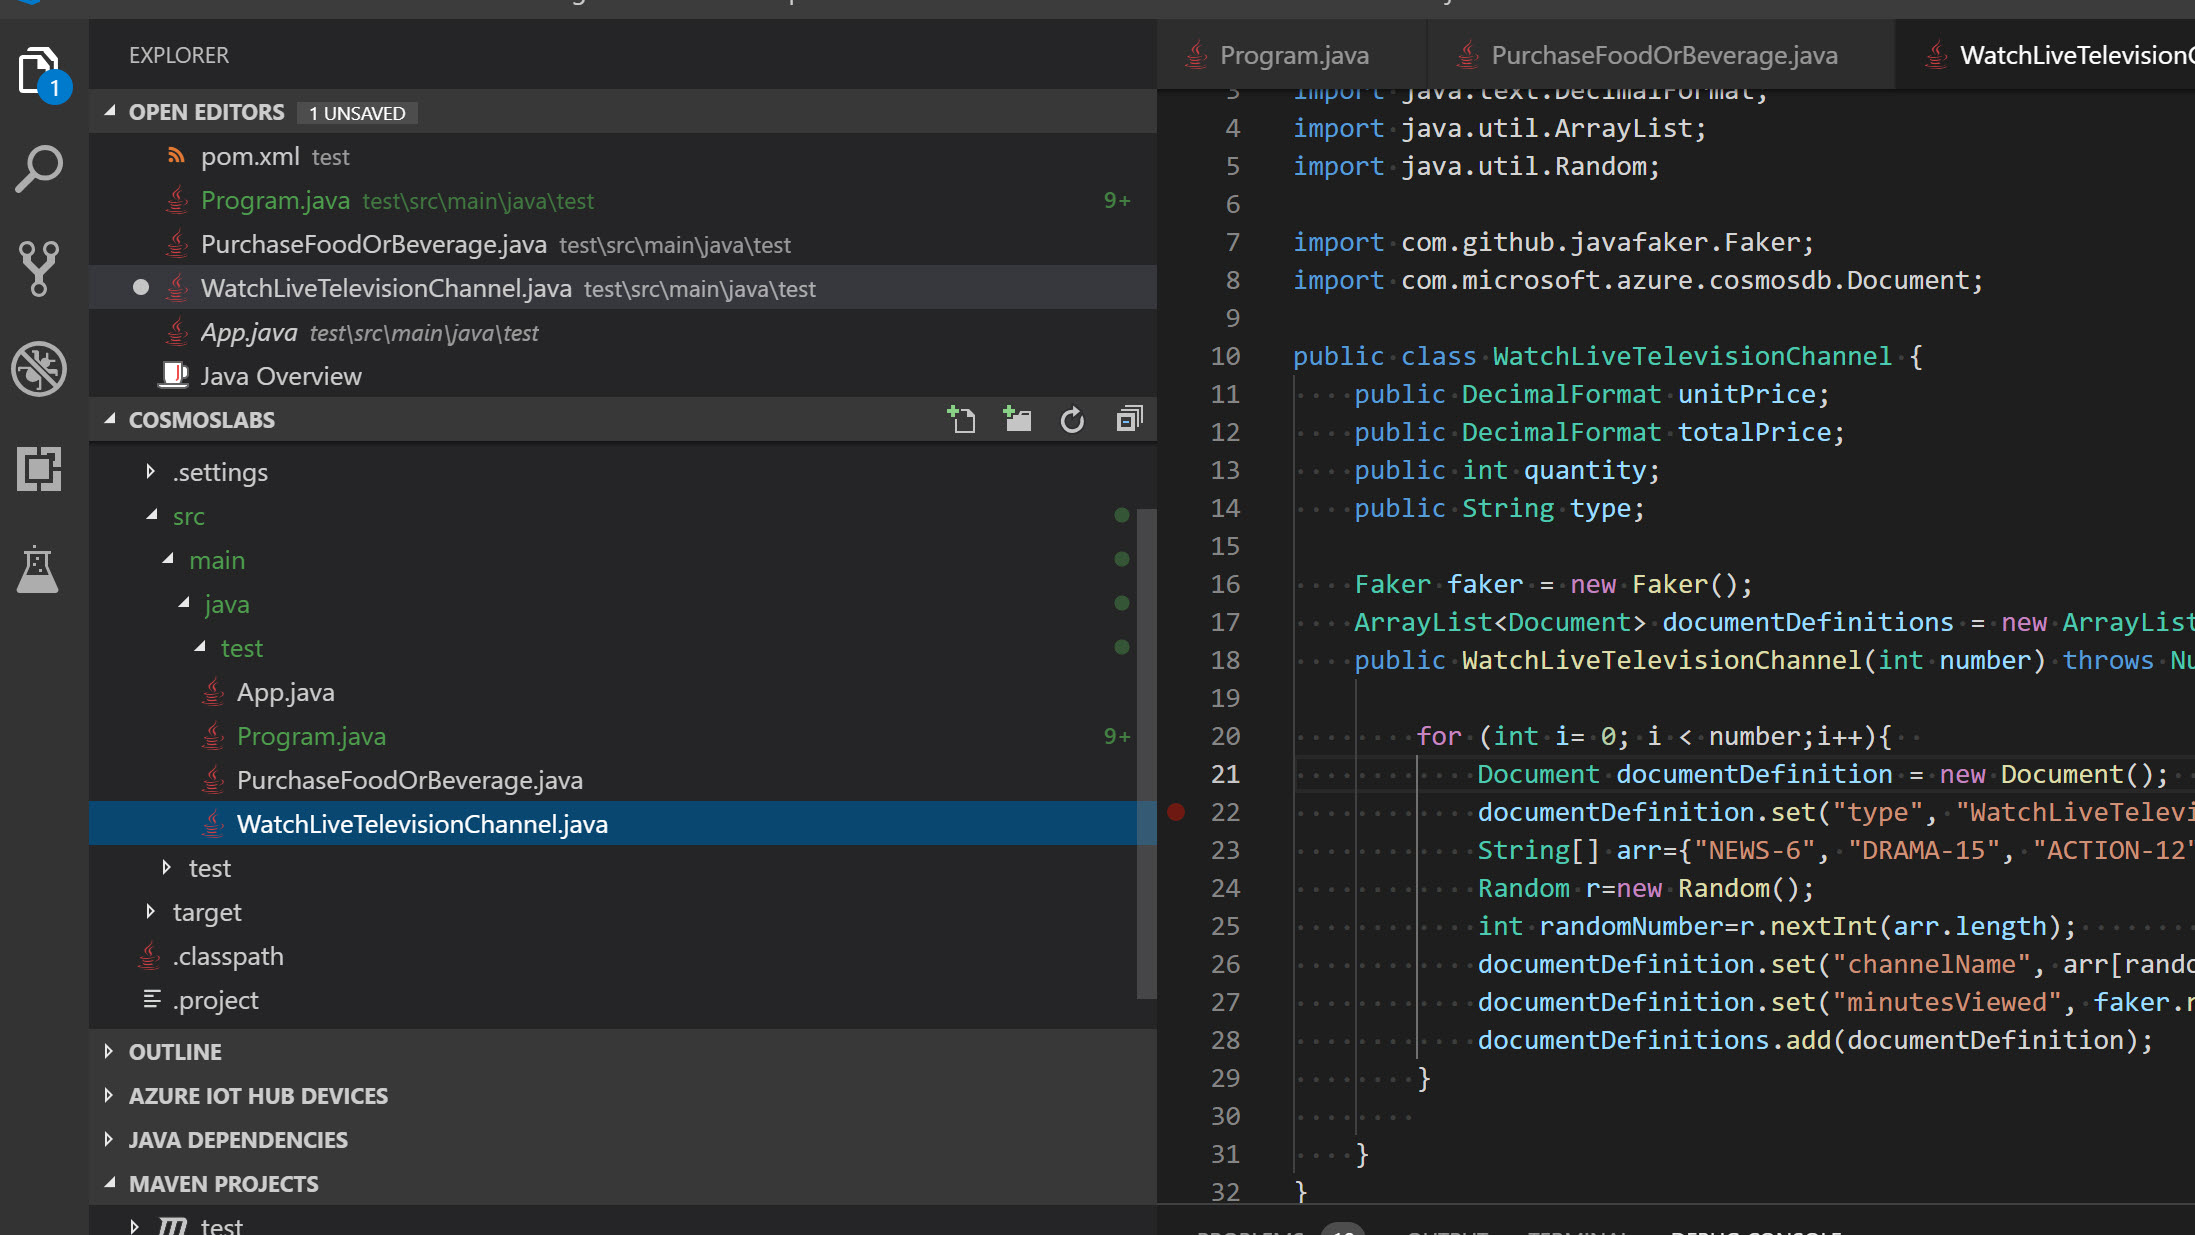 EXPLORER
1
OPEN EDITORS 1 UNSAVED
pom.xml test
Program.java test\src\main\java\test 9+
PurchaseFoodOrBeverage.java test\src\main\java\test
WatchLiveTelevisionChannel.java test\src\main\java\test
App.java test\src\main\java\test
Java Overview
COSMOSLABS
.settings
src
main
java
test
App.java
Program.java 9+
PurchaseFoodOrBeverage.java
WatchLiveTelevisionChannel.java
test
target
.classpath
.project
OUTLINE
AZURE IOT HUB DEVICES
JAVA DEPENDENCIES
MAVEN PROJECTS
test
Program.java PurchaseFoodOrBeverage.java WatchLiveTelevisionC
3 import java.text.DecimalFormat;
4 import java.util.ArrayList;
5 import java.util.Random;
6
7 import com.github.javafaker.Faker;
8 import com.microsoft.azure.cosmosdb.Document;
9
10 public class WatchLiveTelevisionChannel {
11 public DecimalFormat unitPrice;
12 public DecimalFormat totalPrice;
13 public int quantity;
14 public String type;
15
16 Faker faker = new Faker();
17 ArrayList<Document> documentDefinitions = new ArrayList
18 public WatchLiveTelevisionChannel(int number) throws Nu
19
20 for (int i= 0; i < number;i++){
21 Document documentDefinition = new Document();
22 documentDefinition.set("type", "WatchLiveTelevi
23 String[] arr={"NEWS-6", "DRAMA-15", "ACTION-12"
24 Random r=new Random();
25 int randomNumber=r.nextInt(arr.length);
26 documentDefinition.set("channelName", arr[rando
27 documentDefinition.set("minutesViewed", faker.r
28 documentDefinitions.add(documentDefinition);
29 }
30
31 }
32 }
PROBLEMS OUTPUT TERMINAL DEBUG CONSOLE